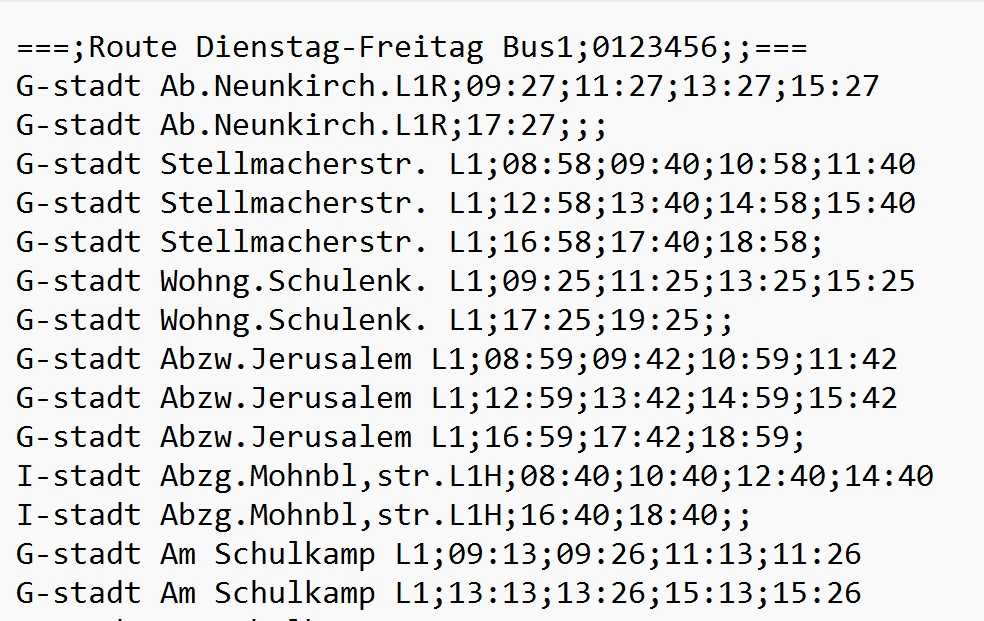 ===;Route Dienstag-Freitag Bus1;0123456;;===
G-stadt Ab.Neunkirch.L1R;09:27;11:27;13:27;15:27
G-stadt Ab.Neunkirch.L1R;17:27;;;
G-stadt Stellmacherstr. L1;08:58;09:40;10:58;11:40
G-stadt Stellmacherstr. L1;12:58;13:40;14:58;15:40
G-stadt Stellmacherstr. L1;16:58;17:40;18:58;
G-stadt Wohng.Schulenk. L1;09:25;11:25;13:25;15:25
G-stadt Wohng.Schulenk. L1;17:25;19:25;;
G-stadt Abzw.Jerusalem L1;08:59;09:42;10:59;11:42
G-stadt Abzw.Jerusalem L1;12:59;13:42;14:59;15:42
G-stadt Abzw.Jerusalem L1;16:59;17:42;18:59;
I-stadt Abzg.Mohnbl,str.L1H;08:40;10:40;12:40;14:40
I-stadt Abzg.Mohnbl,str.L1H;16:40;18:40;;
G-stadt Am Schulkamp L1;09:13;09:26;11:13;11:26
G-stadt Am Schulkamp L1;13:13;13:26;15:13;15:26